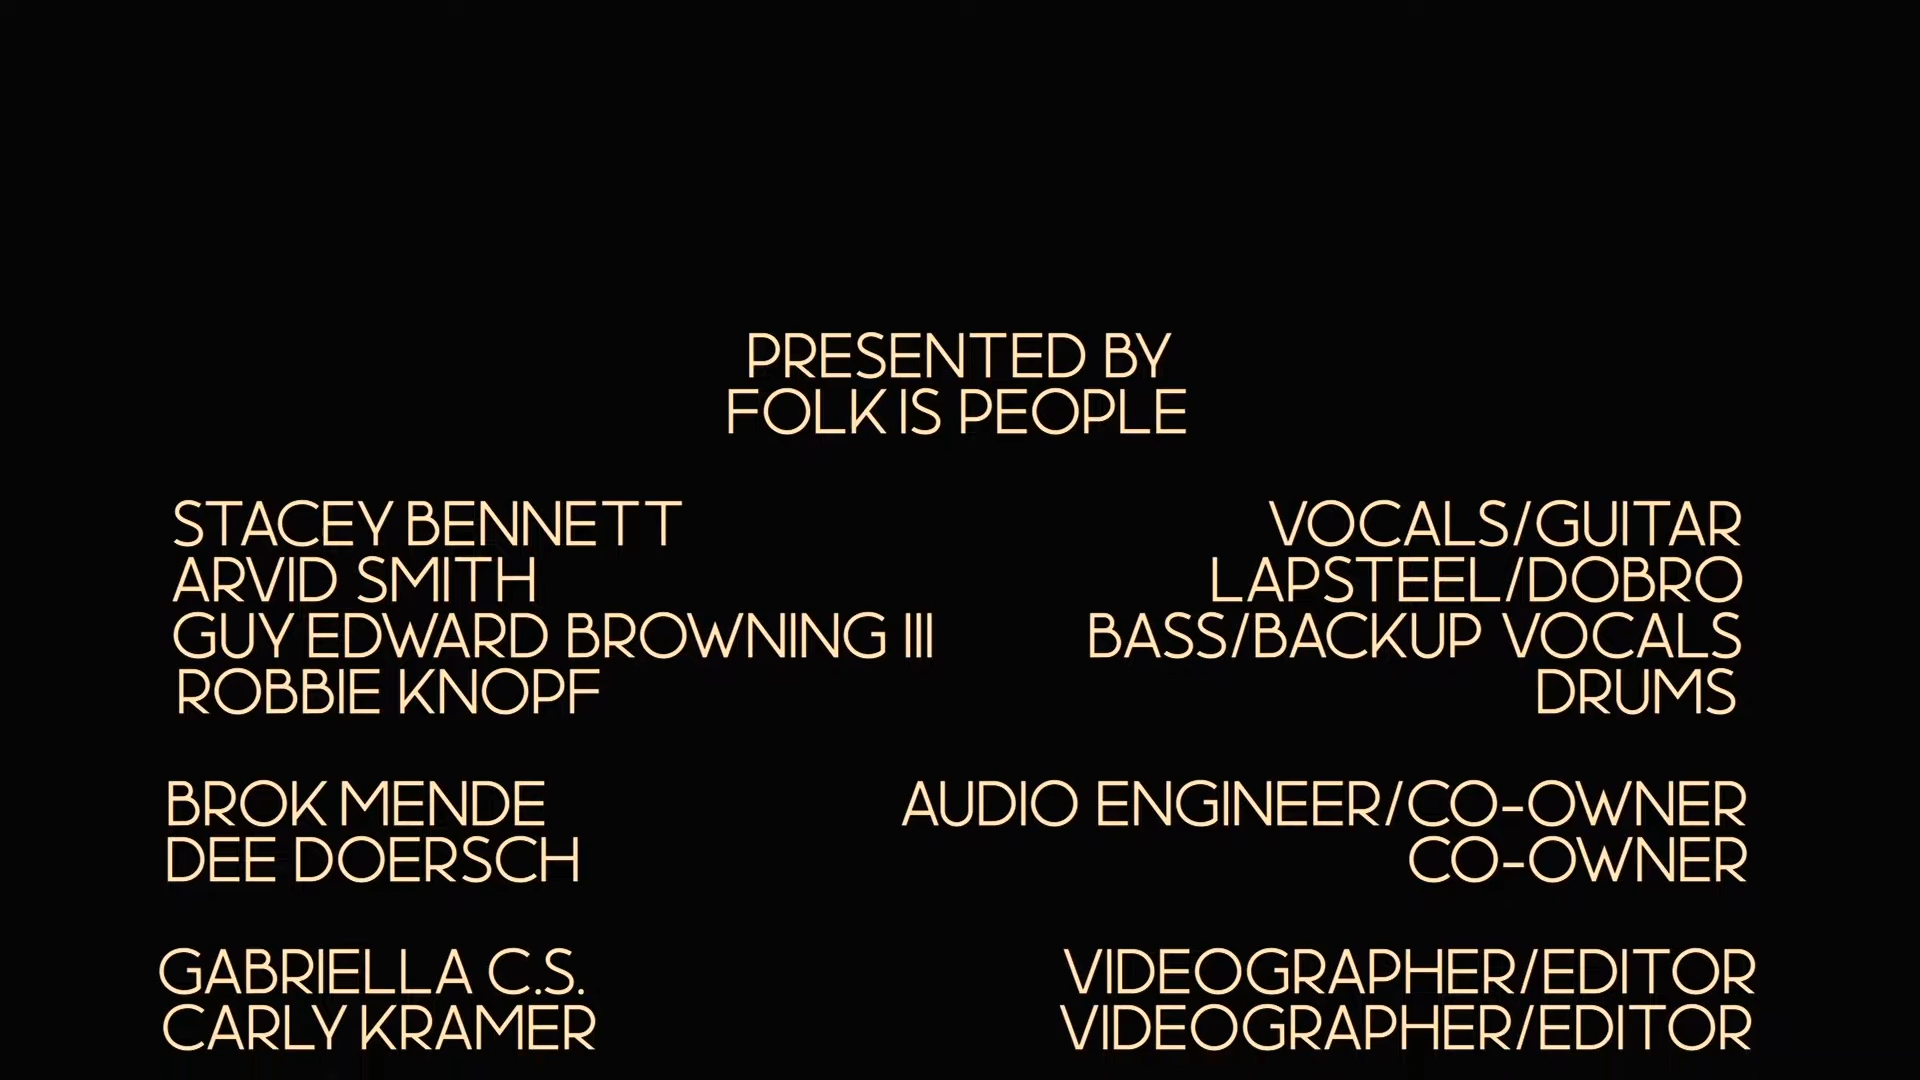 PRESENTED BY
FOLK IS PEOPLE
STACEY BENNETT VOCALS/GUITAR
ARVID SMITH LAPSTEEL/DOBRO
GUY EDWARD BROWNING III BASS/BACKUP VOCALS
ROBBIE KNOPF DRUMS
BROK MENDE AUDIO ENGINEER/CO-OWNER
DEE DOERSCH CO-OWNER
GABRIELLA C.S. VIDEOGRAPHER/EDITOR
CARLY KRAMER VIDEOGRAPHER/EDITOR